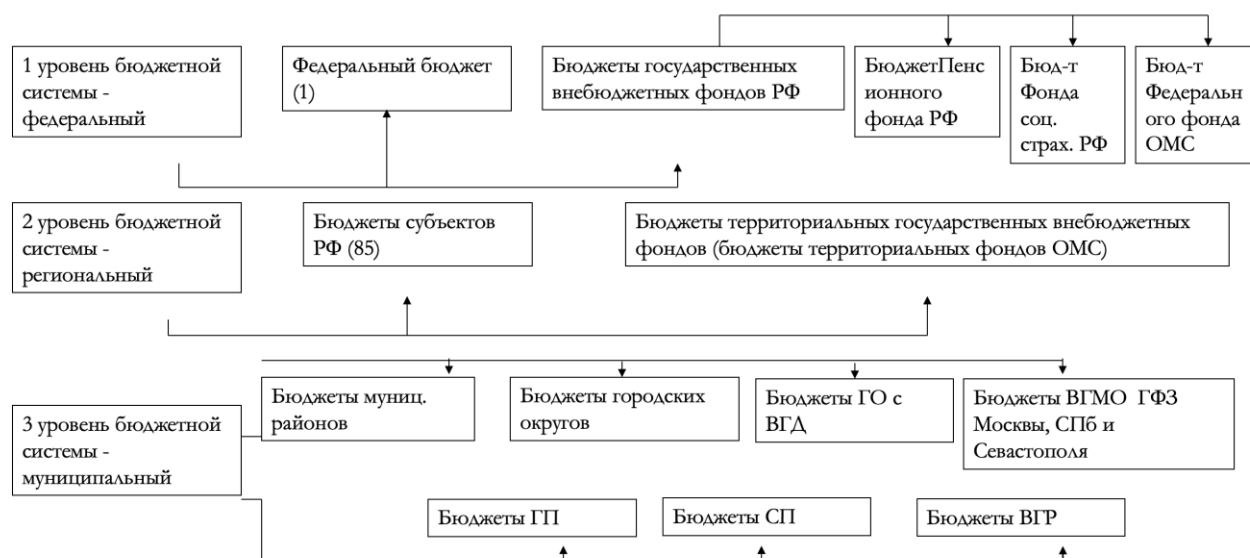 1 уровень бюджетной
системы -
федеральный
Федеральный бюджет
(1)
Бюджеты государственных
внебюджетных фондов РФ
БюджетПенс
ионного
фонда РФ
Бюд-т
Фонда
соц.
страх. РФ
Бюд-т
Федеральн
ого фонда
ОМС
2 уровень бюджетной
системы -
региональный
Бюджеты субъектов
РФ (85)
Бюджеты территориальных государственных внебюджетных
фондов (бюджеты территориальных фондов ОМС)
3 уровень бюджетной
системы -
муниципальный
Бюджеты муниц.
районов
Бюджеты городских
округов
Бюджеты ГО с
ВГД
Бюджеты ВГМО ГФЗ
Москвы, СПб и
Севастополя
Бюджеты ГП
Бюджеты СП
Бюджеты ВГР